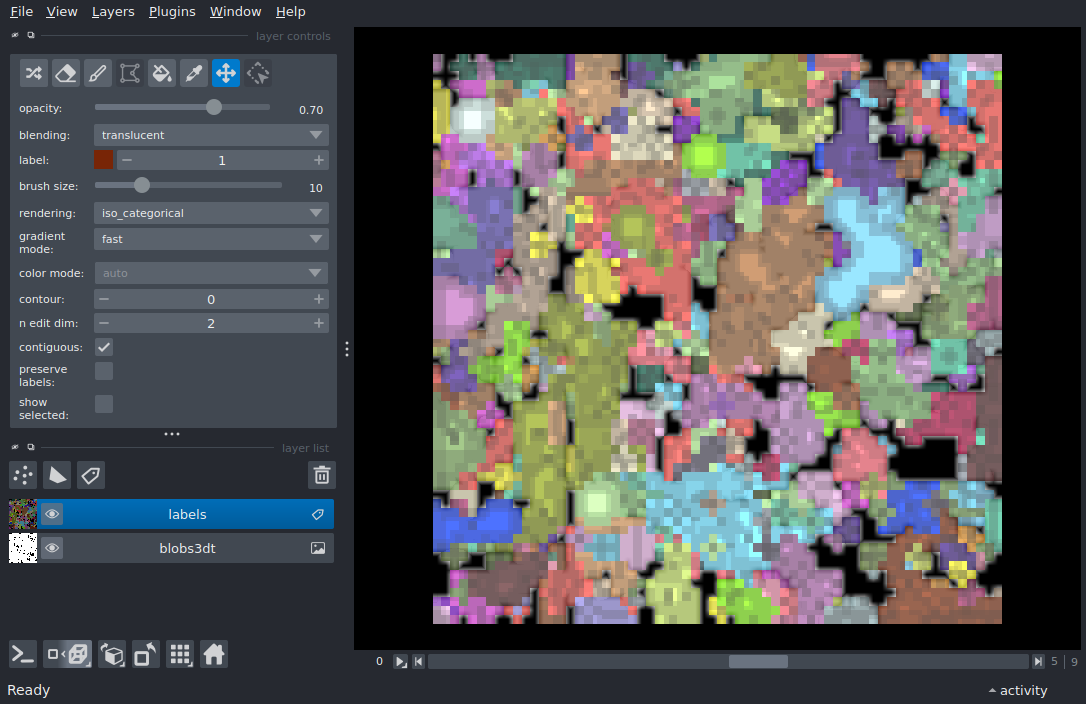 File View Layers Plugins Window Help
layer controls
opacity: 0.70
blending: translucent
label: − 1 +
brush size: 10
rendering: iso_categorical
gradient
mode: fast
color mode: auto
contour: − 0 +
n edit dim: − 2 +
contiguous:
preserve
labels:
show
selected:
layer list
labels
blobs3dt
0 5 | 9
Ready activity